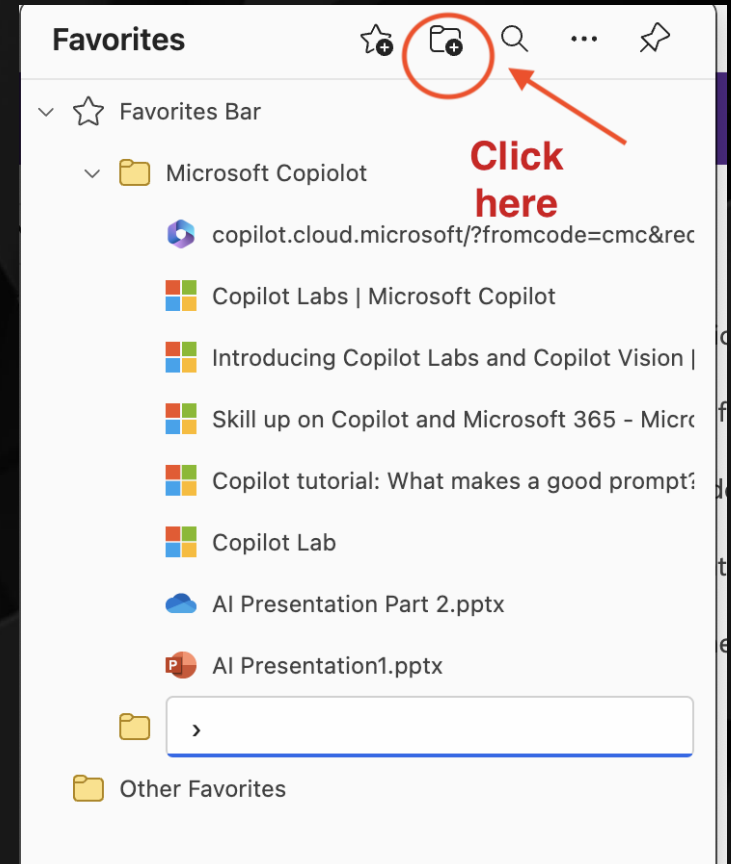 Favorites
Click
here
Favorites Bar
Microsoft Copiolot
copilot.cloud.microsoft/?fromcode=cmc&rec
Copilot Labs | Microsoft Copilot
Introducing Copilot Labs and Copilot Vision |
Skill up on Copilot and Microsoft 365 - Micro
Copilot tutorial: What makes a good prompt?
Copilot Lab
AI Presentation Part 2.pptx
P
AI Presentation1.pptx
›
Other Favorites